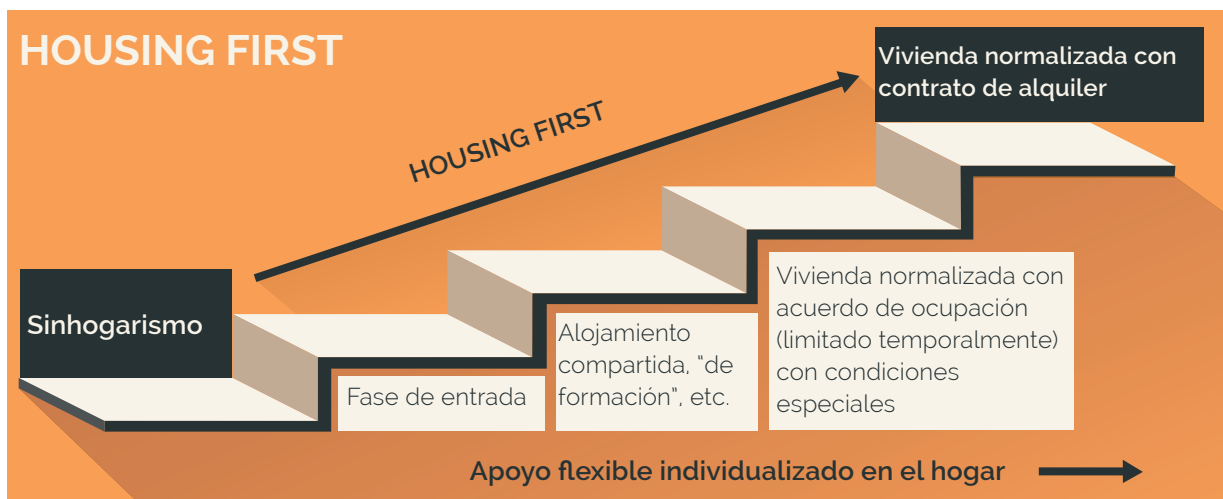 HOUSING FIRST
Vivienda normalizada con
contrato de alquiler
HOUSING FIRST
Sinhogarismo
Fase de entrada
Alojamiento
compartida, "de
formación", etc.
Vivienda normalizada con
acuerdo de ocupación
(limitado temporalmente)
con condiciones
especiales
Apoyo flexible individualizado en el hogar